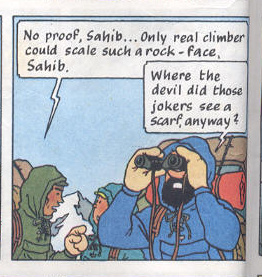 No proof, Sahib... Only real climber
could scale such a rock-face,
Sahib.
Where the
devil did those
jokers see a
scarf, anyway?